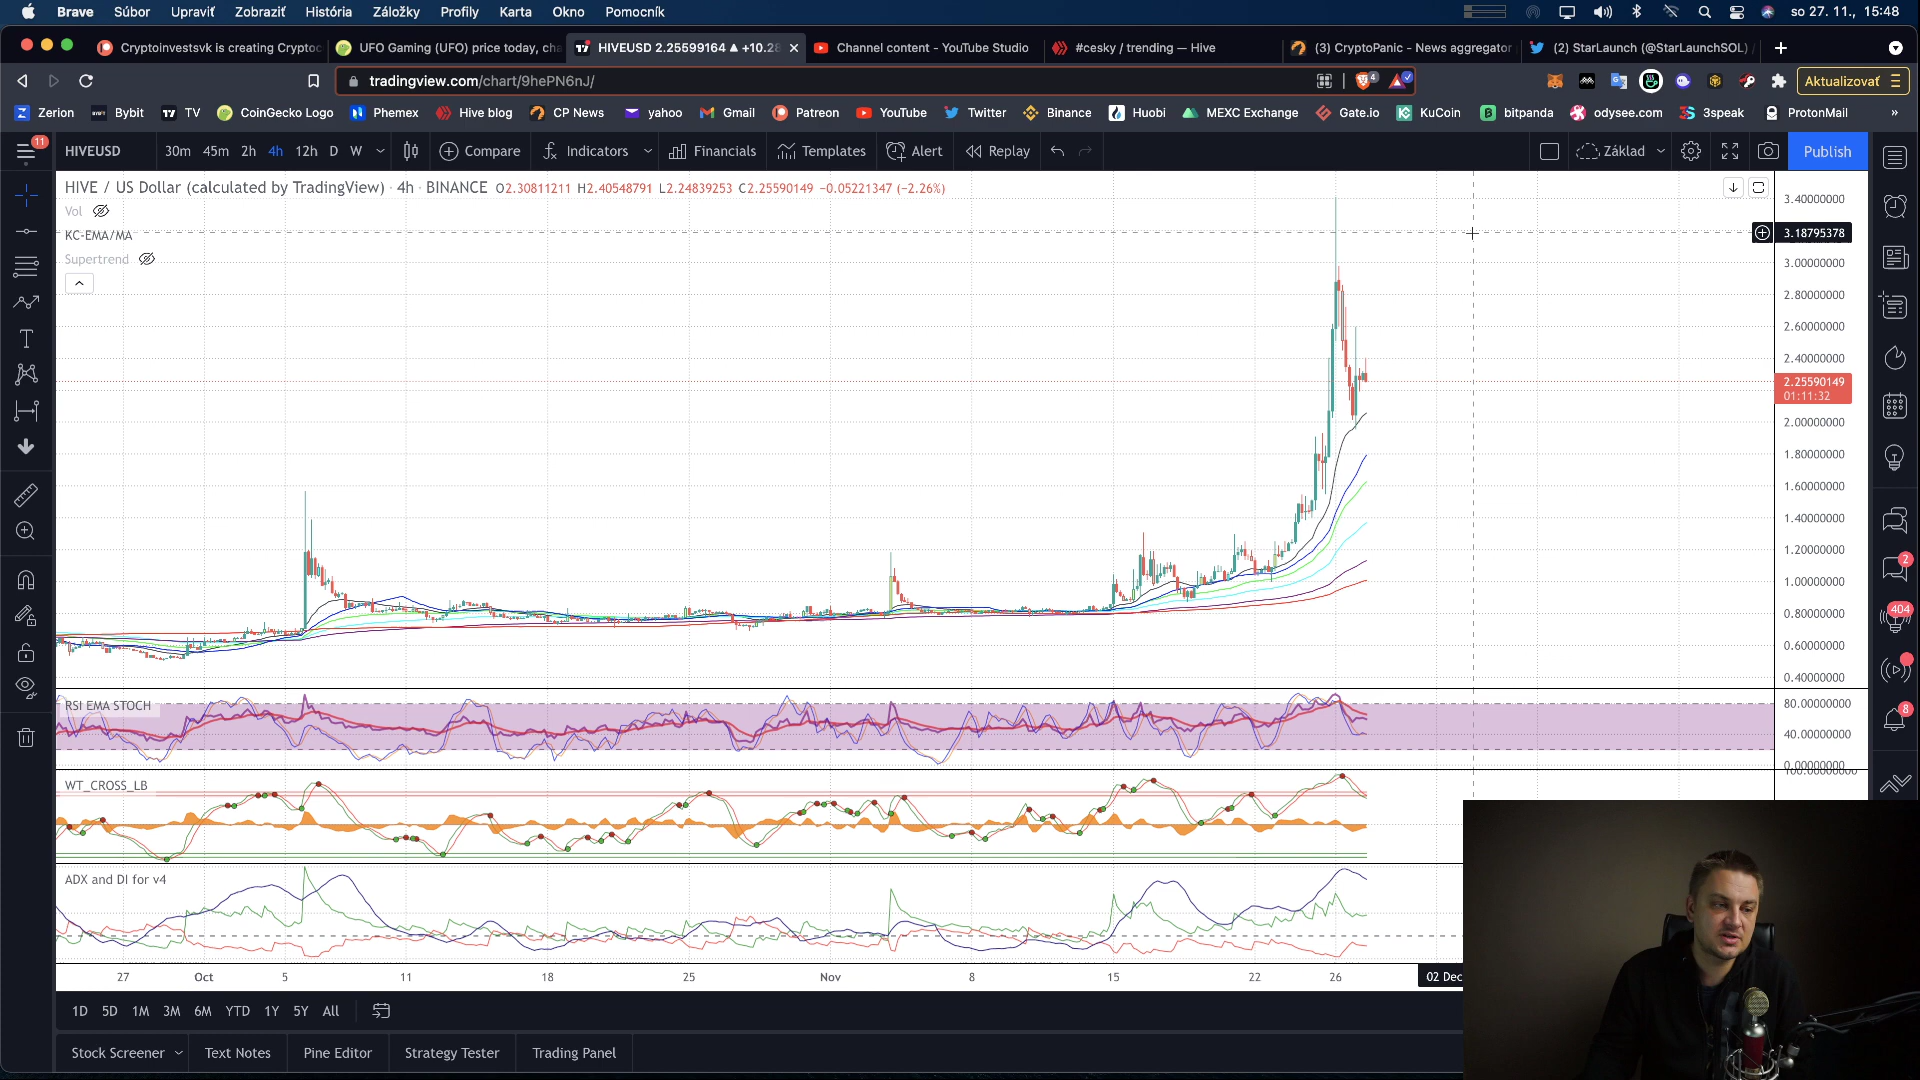 Brave Súbor Upraviť Zobraziť História Záložky Profily Karta Okno Pomocník so 27. 11., 15:48
Cryptoinvestsvk is creating Cryptoc UFO Gaming (UFO) price today, cha HIVEUSD 2.25599164 ▲ +10.28 Channel content - YouTube Studio #cesky / trending — Hive (3) CryptoPanic - News aggregator (2) StarLaunch (@StarLaunchSOL)
tradingview.com/chart/9hePN6nJ/ 4 Aktualizovať
Zerion Bybit TV CoinGecko Logo Phemex Hive blog CP News yahoo Gmail Patreon YouTube Twitter Binance Huobi MEXC Exchange Gate.io KuCoin bitpanda odysee.com 3speak ProtonMail »
11 HIVEUSD 30m 45m 2h 4h 12h D W Compare Indicators Financials Templates Alert Replay Základ Publish
HIVE / US Dollar (calculated by TradingView) · 4h · BINANCE O2.30811211 H2.40548791 L2.24839253 C2.25590149 −0.05221347 (−2.26%)
Vol
KC-EMA/MA
Supertrend
3.40000000
3.18795378
3.00000000
2.80000000
2.60000000
2.40000000
2.25590149
01:11:32
2.00000000
1.80000000
1.60000000
1.40000000
1.20000000
1.00000000
0.80000000
0.60000000
0.40000000
RSI EMA STOCH
80.00000000
40.00000000
0.00000000
WT_CROSS_LB
100.00000000
ADX and DI for v4
27 Oct 5 11 18 25 Nov 8 15 22 26 02 Dec
1D 5D 1M 3M 6M YTD 1Y 5Y All
Stock Screener Text Notes Pine Editor Strategy Tester Trading Panel
2
404
8